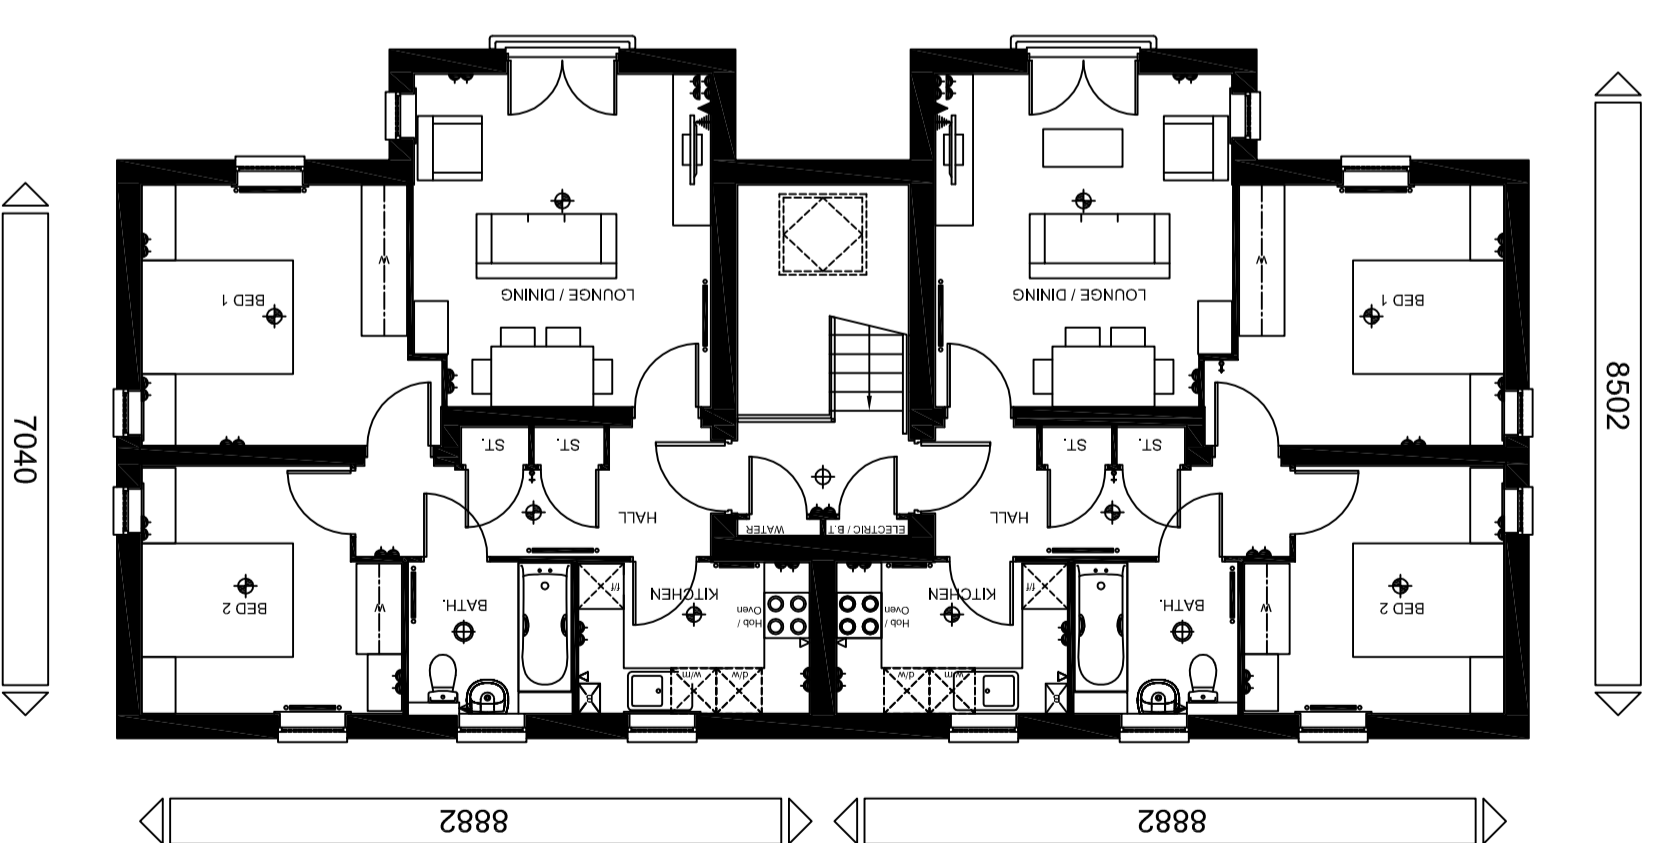 LOUNGE / DINING
LOUNGE / DINING
BED 1
W
W
BED 1
7040
8502
ST.
ST.
ST.
ST.
HALL
WATER
ELECTRIC / B.T.
HALL
BED 2
W
BATH.
f/f
KITCHEN
Hob /
Oven
Hob /
Oven
KITCHEN
f/f
BATH.
W
BED 2
w/m
d/w
d/w
w/m
8882
8882